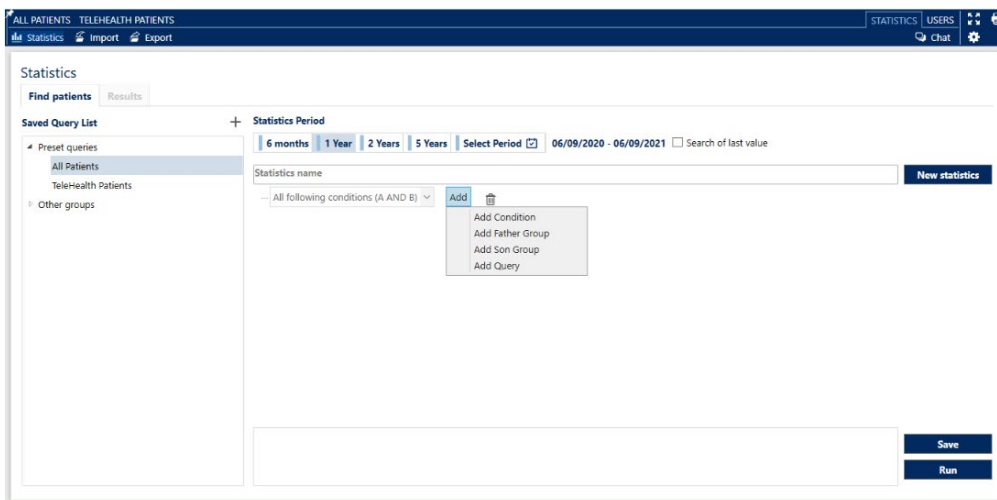 ALL PATIENTS TELEHEALTH PATIENTS
STATISTICS USERS
Statistics Import Export
Chat
Statistics
Find patients Results
Saved Query List
Preset queries
All Patients
TeleHealth Patients
Other groups
Statistics Period
6 months 1 Year 2 Years 5 Years Select Period 06/09/2020 - 06/09/2021 Search of last value
Statistics name
New statistics
All following conditions (A AND B) Add
Add Condition
Add Father Group
Add Son Group
Add Query
Save
Run